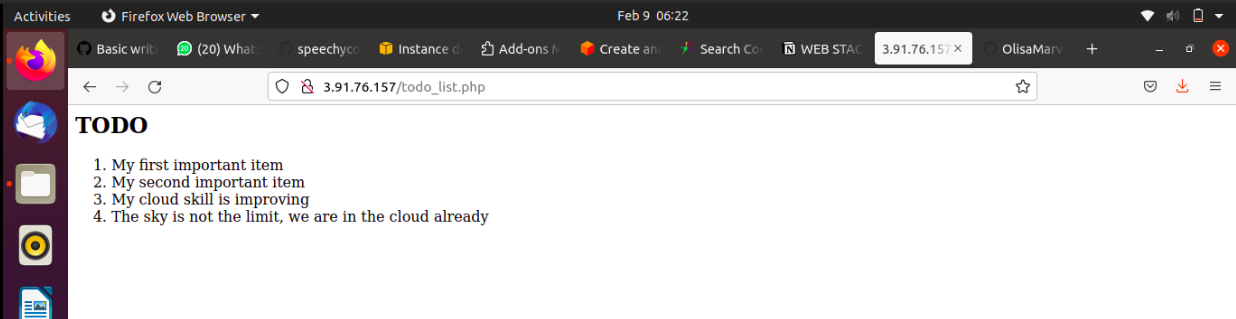 Activities Firefox Web Browser Feb 9 06:22
Basic writi (20) Whats speechyco Instance d Add-ons M Create and Search Co WEB STAC 3.91.76.157 OlisaMarv
3.91.76.157/todo_list.php
TODO
1. My first important item
2. My second important item
3. My cloud skill is improving
4. The sky is not the limit, we are in the cloud already